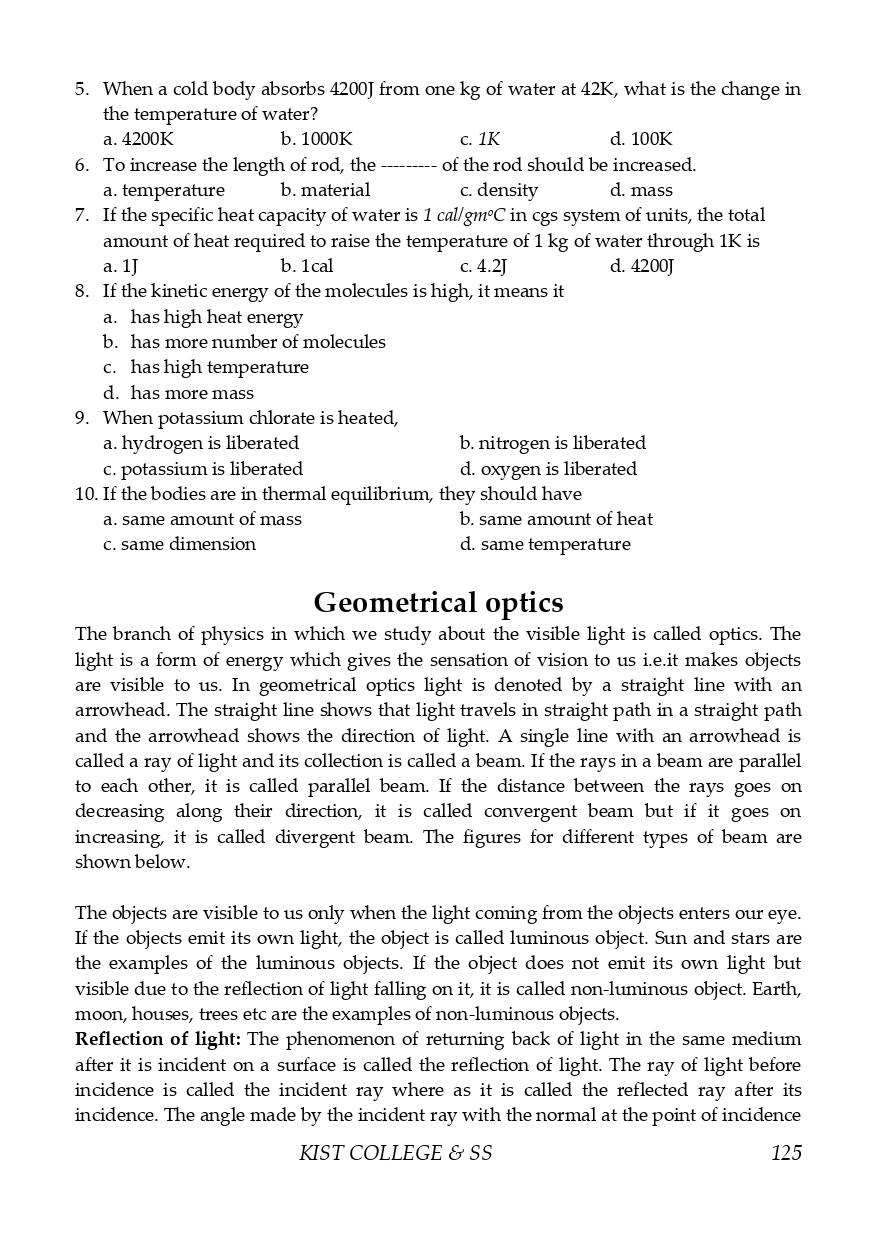 5. When a cold body absorbs 4200J from one kg of water at 42K, what is the change in
the temperature of water?
a. 4200K b. 1000K c. 1K d. 100K
6. To increase the length of rod, the --------- of the rod should be increased.
a. temperature b. material c. density d. mass
7. If the specific heat capacity of water is 1 cal/gmºC in cgs system of units, the total
amount of heat required to raise the temperature of 1 kg of water through 1K is
a. 1J b. 1cal c. 4.2J d. 4200J
8. If the kinetic energy of the molecules is high, it means it
a. has high heat energy
b. has more number of molecules
c. has high temperature
d. has more mass
9. When potassium chlorate is heated,
a. hydrogen is liberated b. nitrogen is liberated
c. potassium is liberated d. oxygen is liberated
10. If the bodies are in thermal equilibrium, they should have
a. same amount of mass b. same amount of heat
c. same dimension d. same temperature
Geometrical optics
The branch of physics in which we study about the visible light is called optics. The
light is a form of energy which gives the sensation of vision to us i.e.it makes objects
are visible to us. In geometrical optics light is denoted by a straight line with an
arrowhead. The straight line shows that light travels in straight path in a straight path
and the arrowhead shows the direction of light. A single line with an arrowhead is
called a ray of light and its collection is called a beam. If the rays in a beam are parallel
to each other, it is called parallel beam. If the distance between the rays goes on
decreasing along their direction, it is called convergent beam but if it goes on
increasing, it is called divergent beam. The figures for different types of beam are
shown below.
The objects are visible to us only when the light coming from the objects enters our eye.
If the objects emit its own light, the object is called luminous object. Sun and stars are
the examples of the luminous objects. If the object does not emit its own light but
visible due to the reflection of light falling on it, it is called non-luminous object. Earth,
moon, houses, trees etc are the examples of non-luminous objects.
Reflection of light: The phenomenon of returning back of light in the same medium
after it is incident on a surface is called the reflection of light. The ray of light before
incidence is called the incident ray where as it is called the reflected ray after its
incidence. The angle made by the incident ray with the normal at the point of incidence
KIST COLLEGE & SS 125